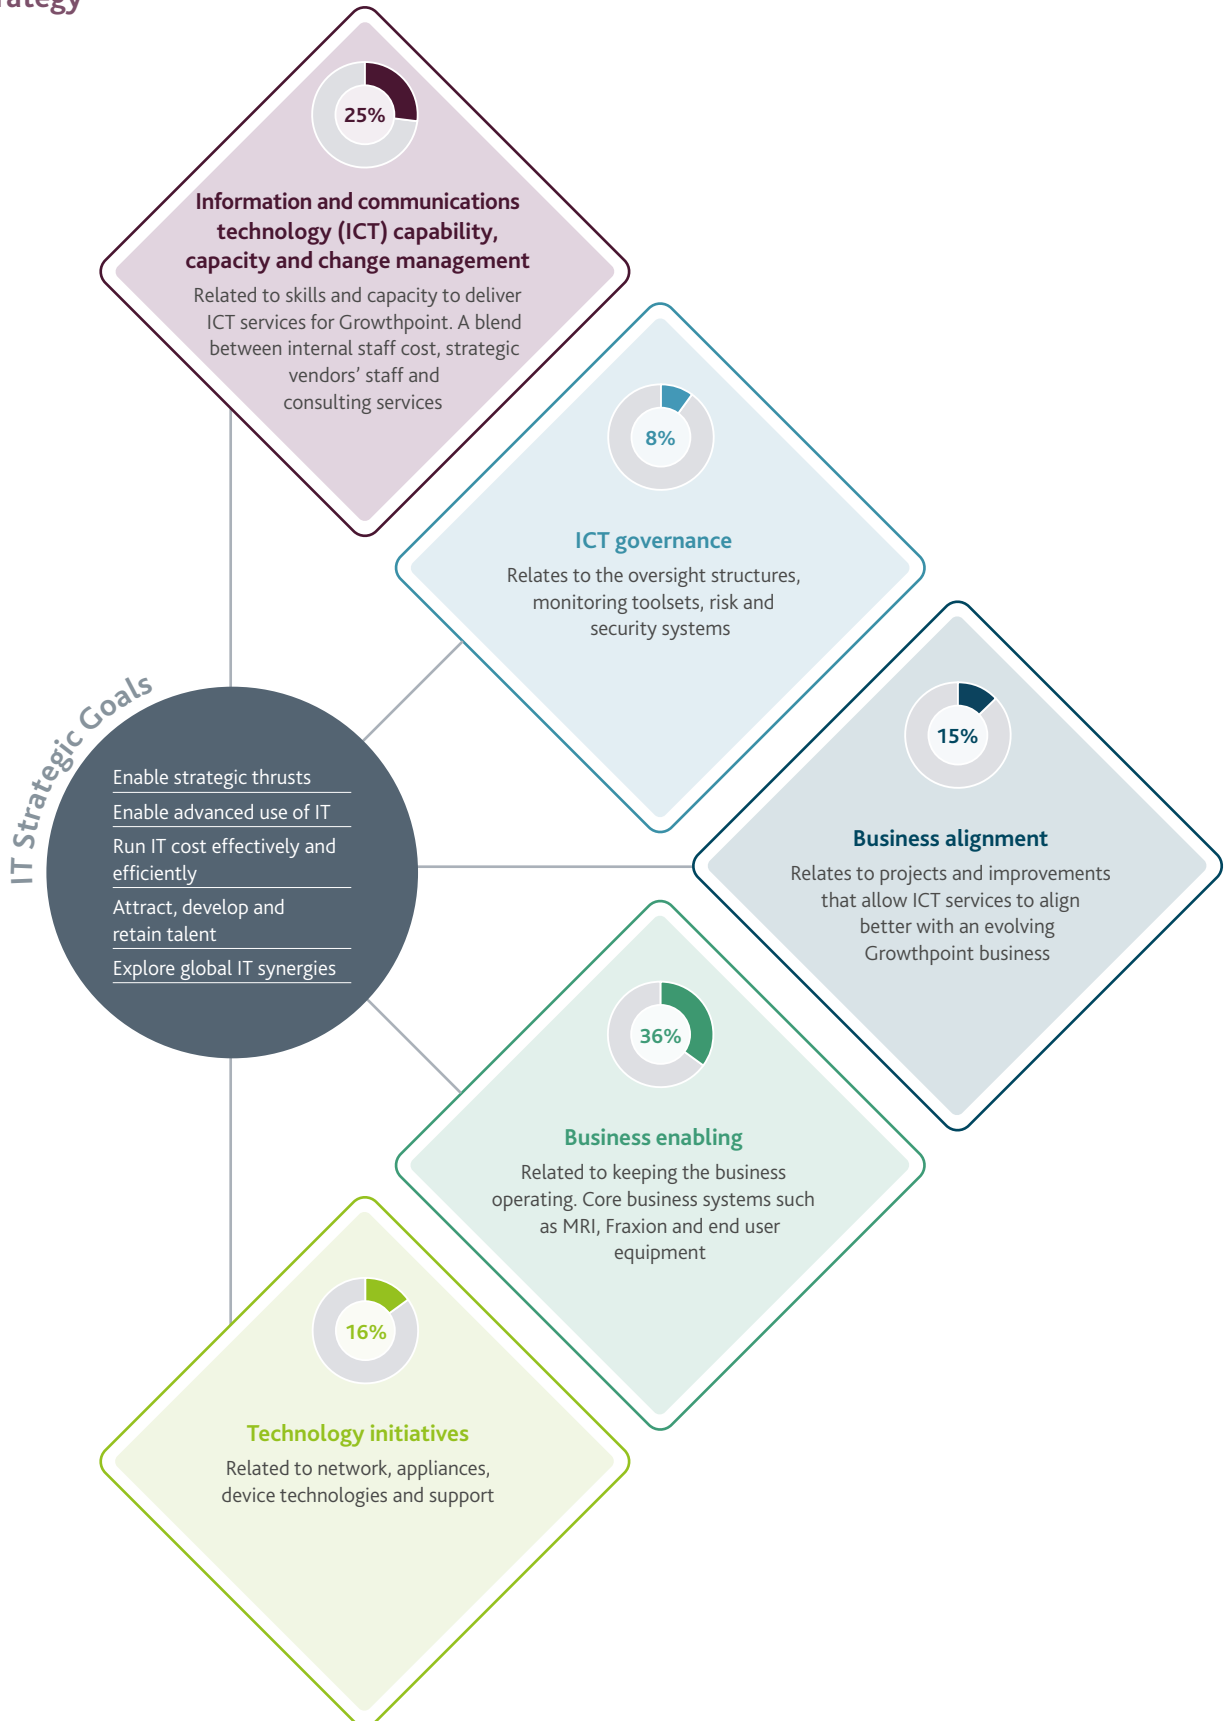 25%
Information and communications
technology (ICT) capability,
capacity and change management
Related to skills and capacity to deliver
ICT services for Growthpoint. A blend
between internal staff cost, strategic
vendors’ staff and
consulting services
8%
ICT governance
Relates to the oversight structures,
monitoring toolsets, risk and
security systems
15%
Business alignment
Relates to projects and improvements
that allow ICT services to align
better with an evolving
Growthpoint business
IT Strategic Goals
Enable strategic thrusts
Enable advanced use of IT
Run IT cost effectively and
efficiently
Attract, develop and
retain talent
Explore global IT synergies
36%
Business enabling
Related to keeping the business
operating. Core business systems such
as MRI, Fraxion and end user
equipment
16%
Technology initiatives
Related to network, appliances,
device technologies and support